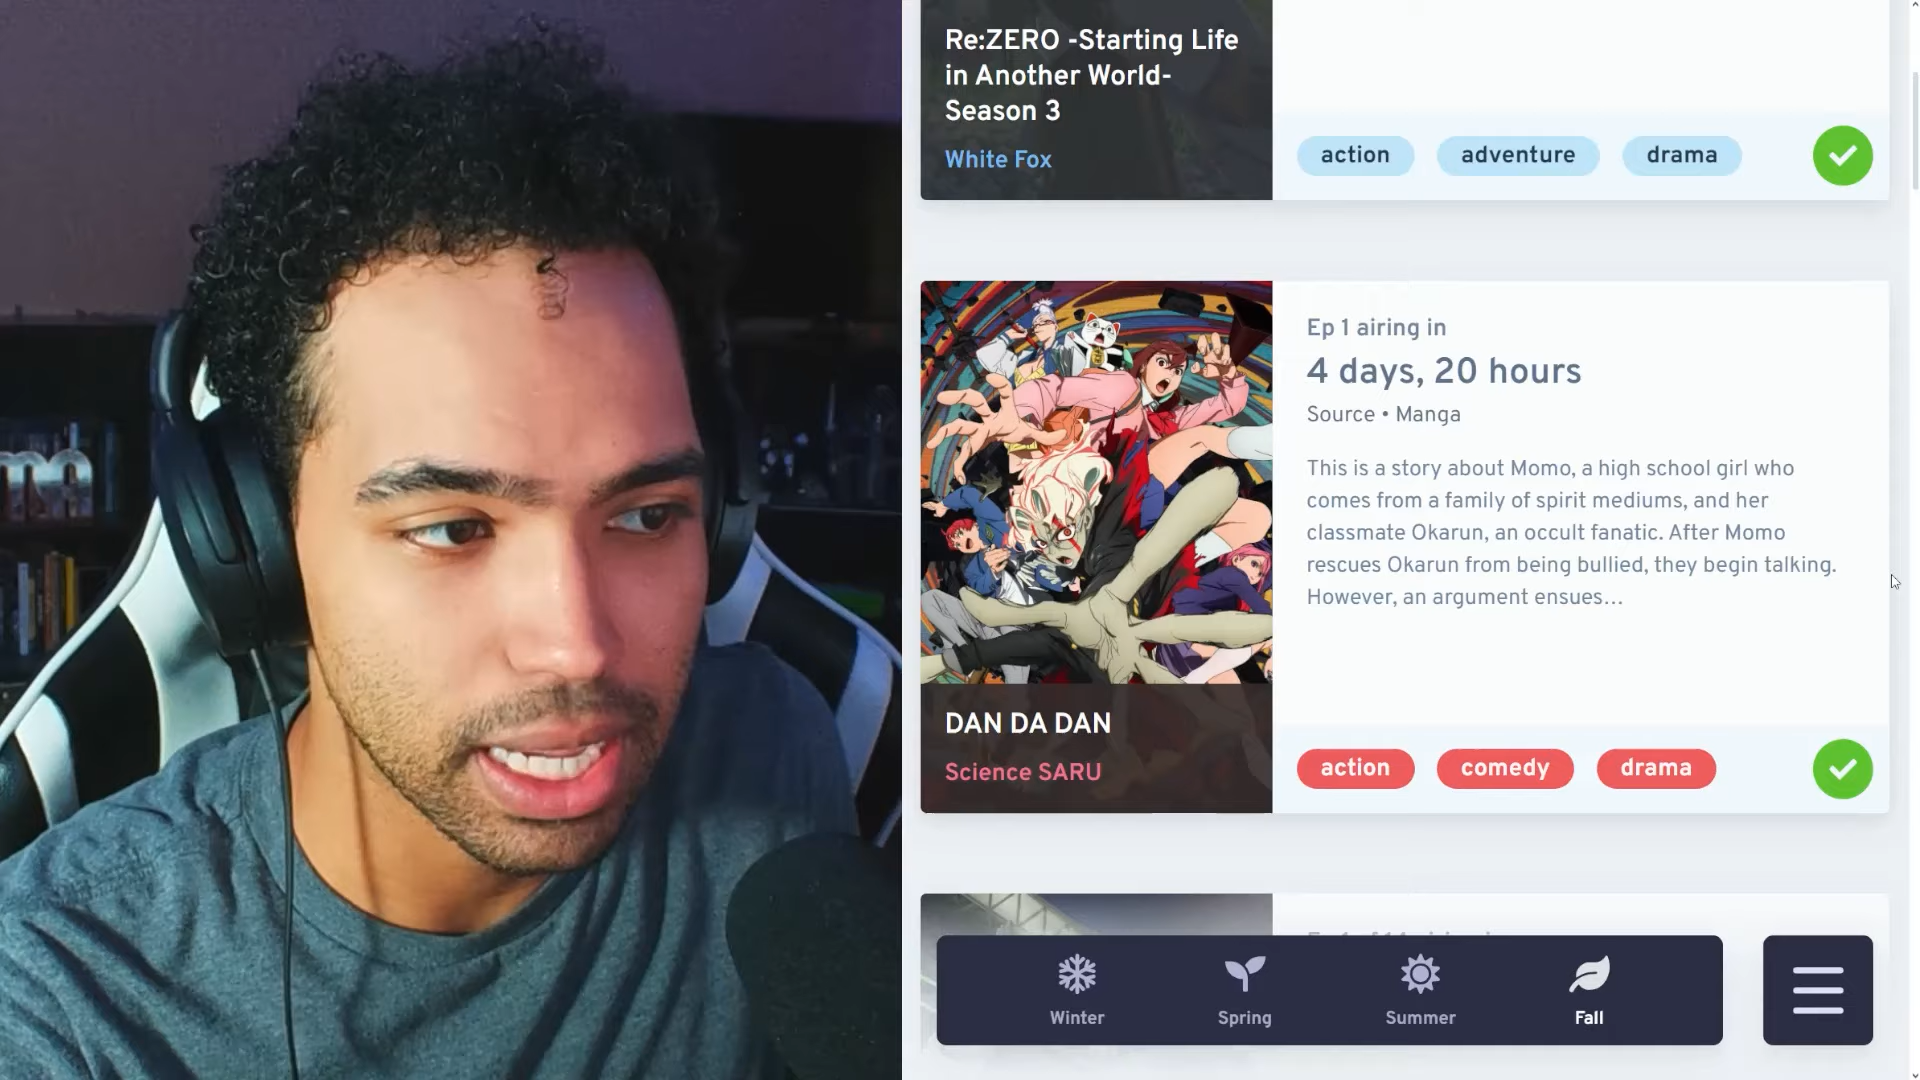 Re:ZERO -Starting Life
in Another World-
Season 3
White Fox
action
adventure
drama
Ep 1 airing in
4 days, 20 hours
Source • Manga
This is a story about Momo, a high school girl who
comes from a family of spirit mediums, and her
classmate Okarun, an occult fanatic. After Momo
rescues Okarun from being bullied, they begin talking.
However, an argument ensues…
DAN DA DAN
Science SARU
action
comedy
drama
Winter
Spring
Summer
Fall